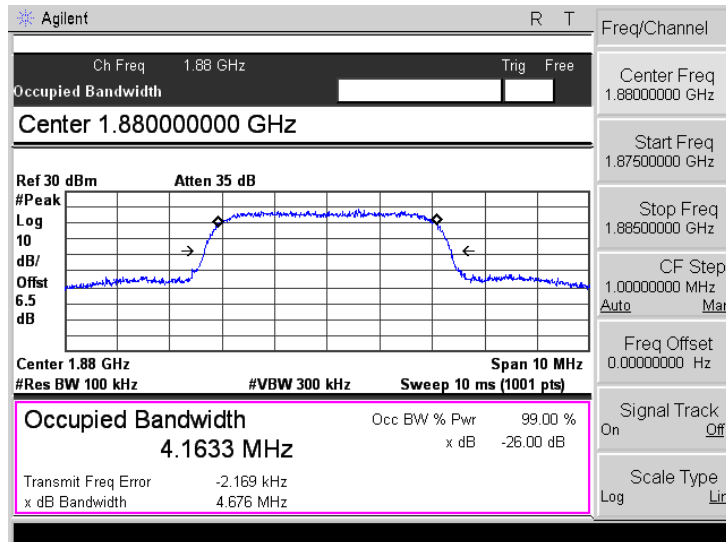 Agilent R T
Ch Freq 1.88 GHz Trig Free
Occupied Bandwidth
Center 1.880000000 GHz
Ref 30 dBm Atten 35 dB
#Peak
Log
10
dB/
Offst
6.5
dB
Center 1.88 GHz Span 10 MHz
#Res BW 100 kHz #VBW 300 kHz Sweep 10 ms (1001 pts)
Occupied Bandwidth Occ BW % Pwr 99.00 %
4.1633 MHz x dB -26.00 dB
Transmit Freq Error -2.169 kHz
x dB Bandwidth 4.676 MHz
Freq/Channel
Center Freq
1.88000000 GHz
Start Freq
1.87500000 GHz
Stop Freq
1.88500000 GHz
CF Step
1.00000000 MHz
Auto Mar
Freq Offset
0.00000000 Hz
Signal Track
On Off
Scale Type
Log Lin